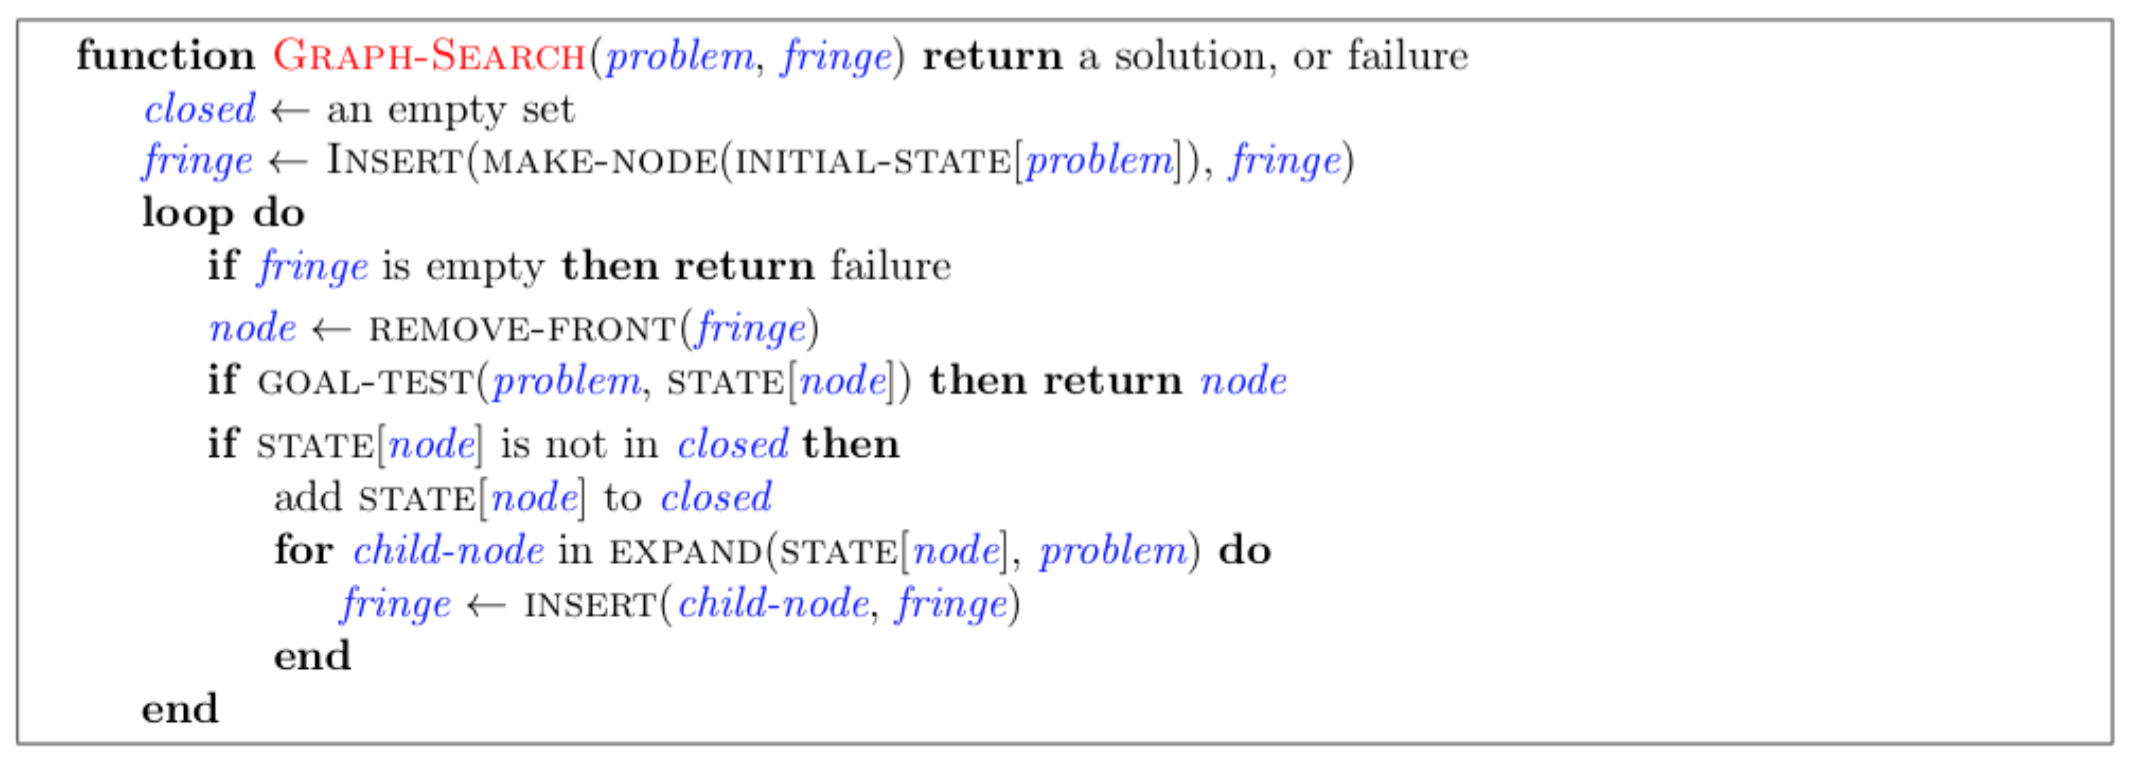 function GRAPH-SEARCH(problem, fringe) return a solution, or failure
closed ← an empty set
fringe ← INSERT(MAKE-NODE(INITIAL-STATE[problem]), fringe)
loop do
if fringe is empty then return failure
node ← REMOVE-FRONT(fringe)
if GOAL-TEST(problem, STATE[node]) then return node
if STATE[node] is not in closed then
add STATE[node] to closed
for child-node in EXPAND(STATE[node], problem) do
fringe ← INSERT(child-node, fringe)
end
end